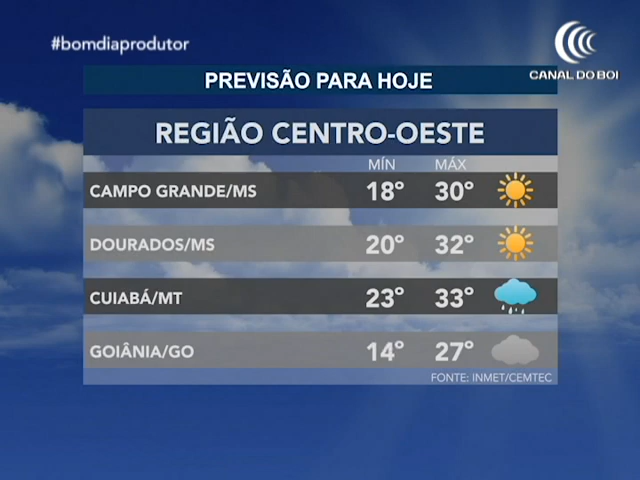 #bomdiaprodutor
CANAL DO BOI
PREVISÃO PARA HOJE
REGIÃO CENTRO-OESTE
MÍN MÁX
CAMPO GRANDE/MS 18° 30°
DOURADOS/MS 20° 32°
CUIABÁ/MT 23° 33°
GOIÂNIA/GO 14° 27°
FONTE: INMET/CEMTEC